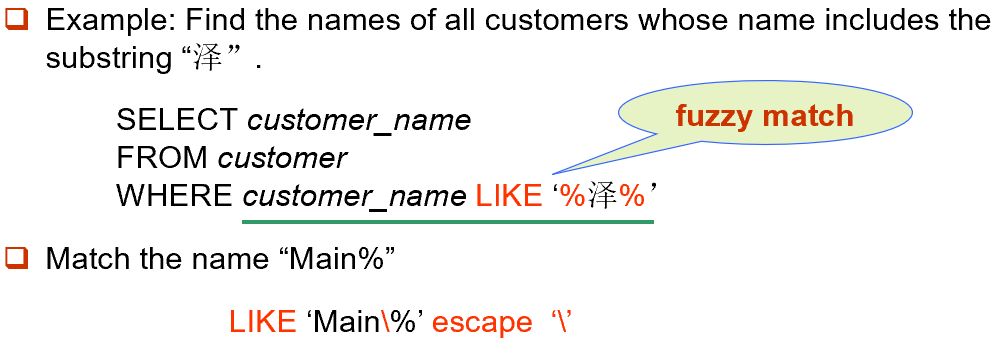 Example: Find the names of all customers whose name includes the
substring “泽” .
SELECT customer_name
fuzzy match
FROM customer
WHERE customer_name LIKE ‘%泽%’
Match the name “Main%”
LIKE ‘Main\%’ escape ‘\’